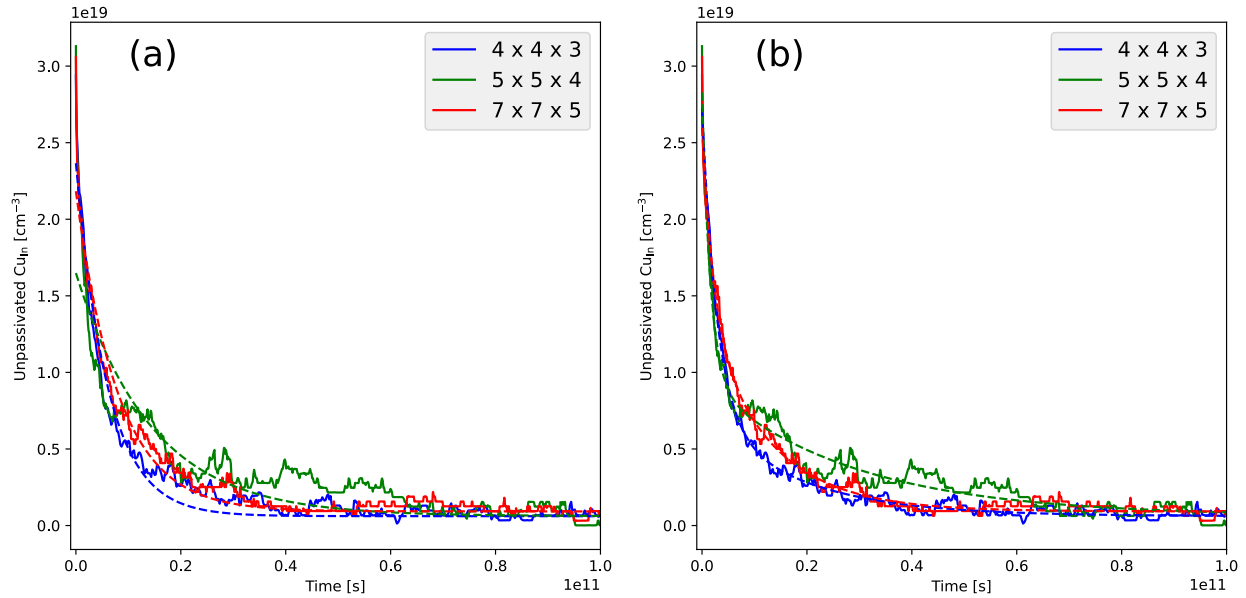 1e19
(a)
4 x 4 x 3
5 x 5 x 4
7 x 7 x 5
3.0
2.5
2.0
1.5
1.0
0.5
0.0
Unpassivated Cu_In [cm⁻³]
0.0 0.2 0.4 0.6 0.8 1.0
Time [s]
1e11
1e19
(b)
4 x 4 x 3
5 x 5 x 4
7 x 7 x 5
3.0
2.5
2.0
1.5
1.0
0.5
0.0
Unpassivated Cu_In [cm⁻³]
0.0 0.2 0.4 0.6 0.8 1.0
Time [s]
1e11